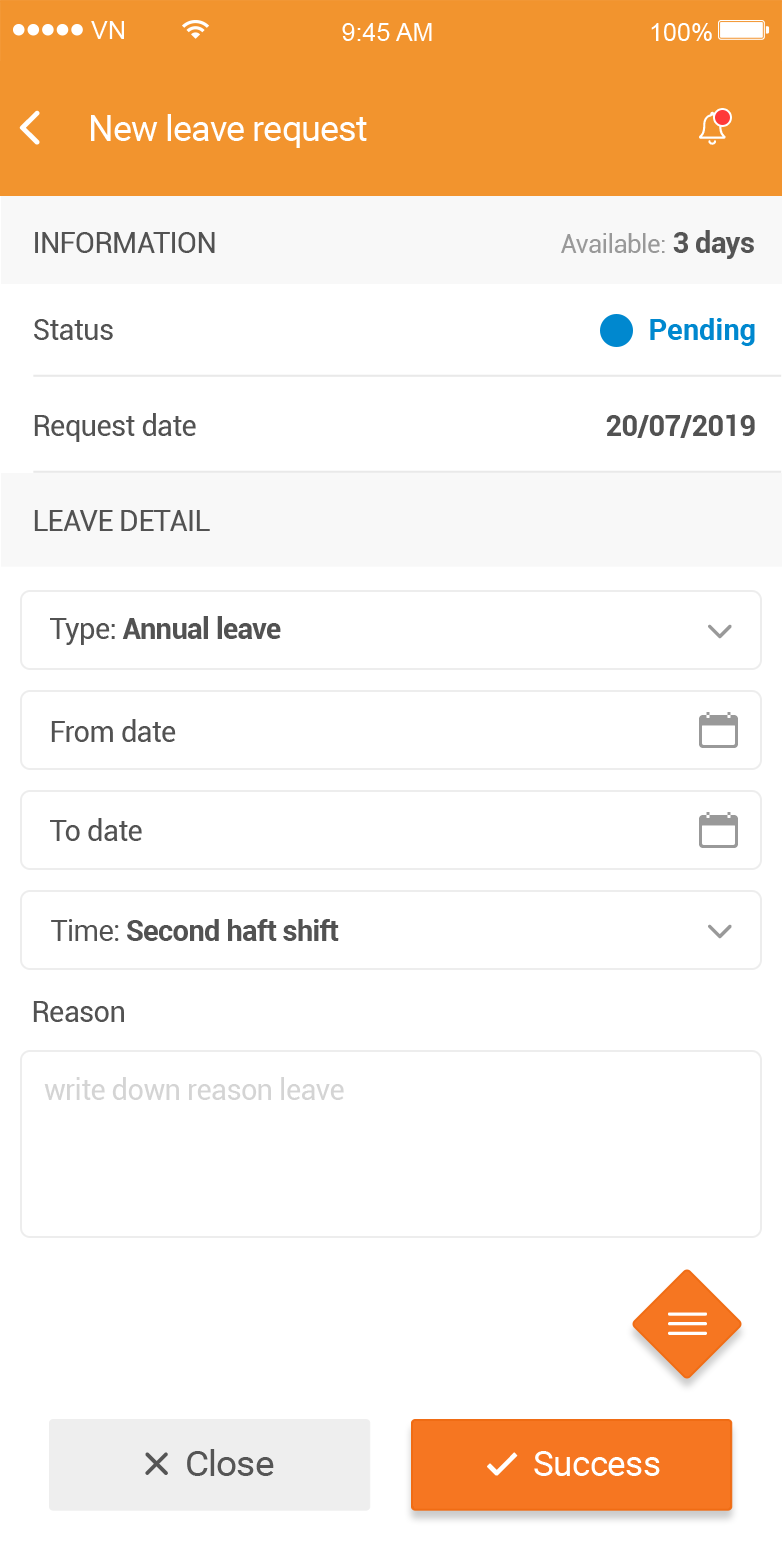 VN 9:45 AM 100%
New leave request
INFORMATION Available: 3 days
Status Pending
Request date 20/07/2019
LEAVE DETAIL
Type: Annual leave
From date
To date
Time: Second haft shift
Reason
write down reason leave
Close Success